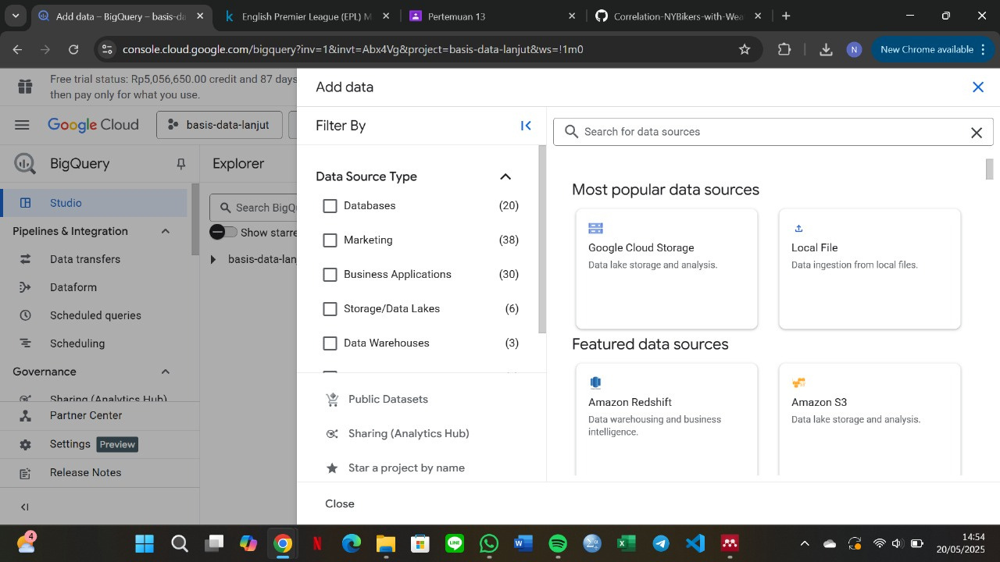 Add data – BigQuery – basis-da
English Premier League (EPL) M
Pertemuan 13
Correlation-NYBikers-with-Wea
console.cloud.google.com/bigquery?inv=1&invt=Abx4Vg&project=basis-data-lanjut&ws=!1m0
N
New Chrome available
Free trial status: Rp5,056,650.00 credit and 87 days
then pay only for what you use.
Google Cloud
basis-data-lanjut
BigQuery
Studio
Pipelines & Integration
Data transfers
Dataform
Scheduled queries
Scheduling
Governance
Sharing (Analytics Hub)
Partner Center
Settings Preview
Release Notes
Explorer
Search BigQu
Show starre
basis-data-lan
Add data
Filter By
Data Source Type
Databases (20)
Marketing (38)
Business Applications (30)
Storage/Data Lakes (6)
Data Warehouses (3)
Public Datasets
Sharing (Analytics Hub)
Star a project by name
Close
Search for data sources
Most popular data sources
Google Cloud Storage
Data lake storage and analysis.
Local File
Data ingestion from local files.
Featured data sources
Amazon Redshift
Data warehousing and business
intelligence.
Amazon S3
Data lake storage and analysis.
4
14:54
20/05/2025